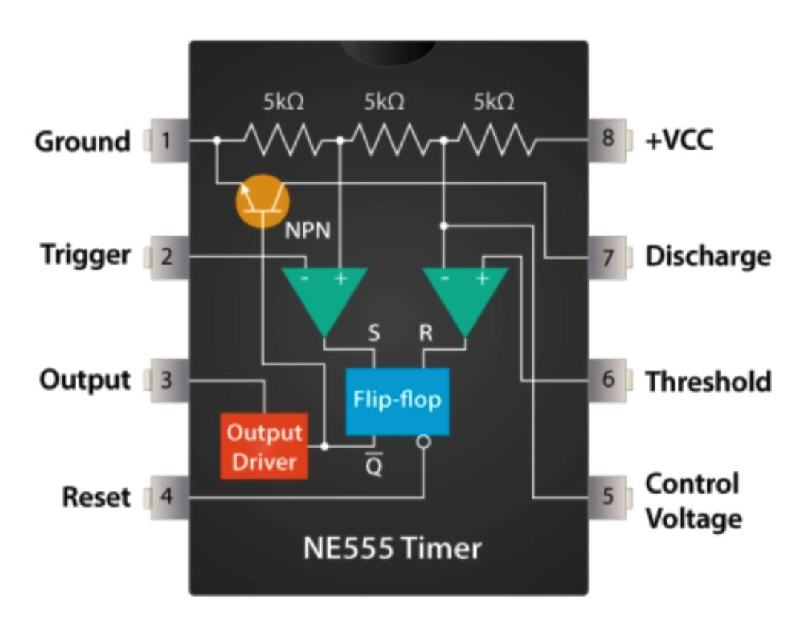 5kΩ 5kΩ 5kΩ
Ground 1 8 +VCC
NPN
Trigger 2 7 Discharge
- + - +
S R
Output 3 6 Threshold
Flip-flop
Output
Driver
Q̅
Reset 4 5 Control
Voltage
NE555 Timer